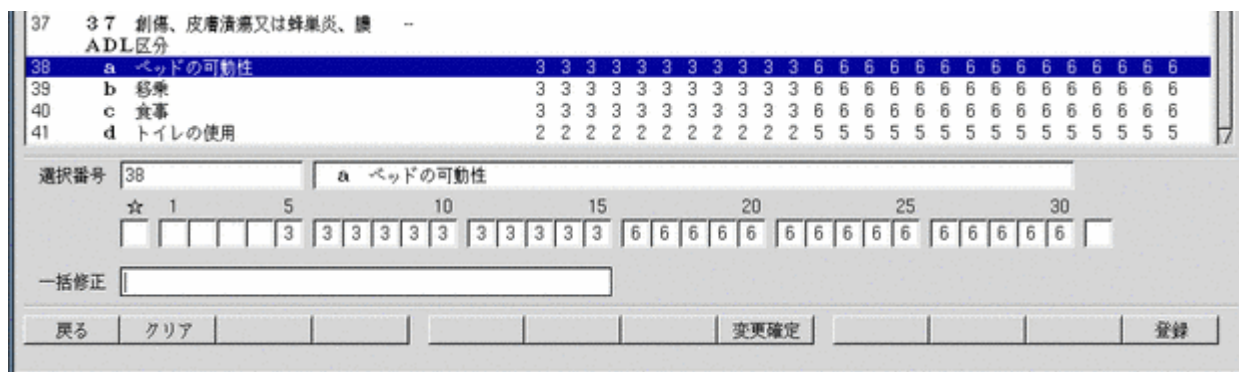 37 37 創傷、皮膚潰瘍又は蜂巣炎、膿 --
ADL区分
38 a ベッドの可動性 3 3 3 3 3 3 3 3 3 3 3 6 6 6 6 6 6 6 6 6 6 6 6 6 6 6
39 b 移乗 3 3 3 3 3 3 3 3 3 3 3 6 6 6 6 6 6 6 6 6 6 6 6 6 6 6
40 c 食事 3 3 3 3 3 3 3 3 3 3 3 6 6 6 6 6 6 6 6 6 6 6 6 6 6 6
41 d トイレの使用 2 2 2 2 2 2 2 2 2 2 2 5 5 5 5 5 5 5 5 5 5 5 5 5 5 5
選択番号 38 a ベッドの可動性
☆ 1 5 10 15 20 25 30
3 3 3 3 3 3 3 3 3 3 3 6 6 6 6 6 6 6 6 6 6 6 6 6 6 6
一括修正
戻る クリア 変更確定 登録